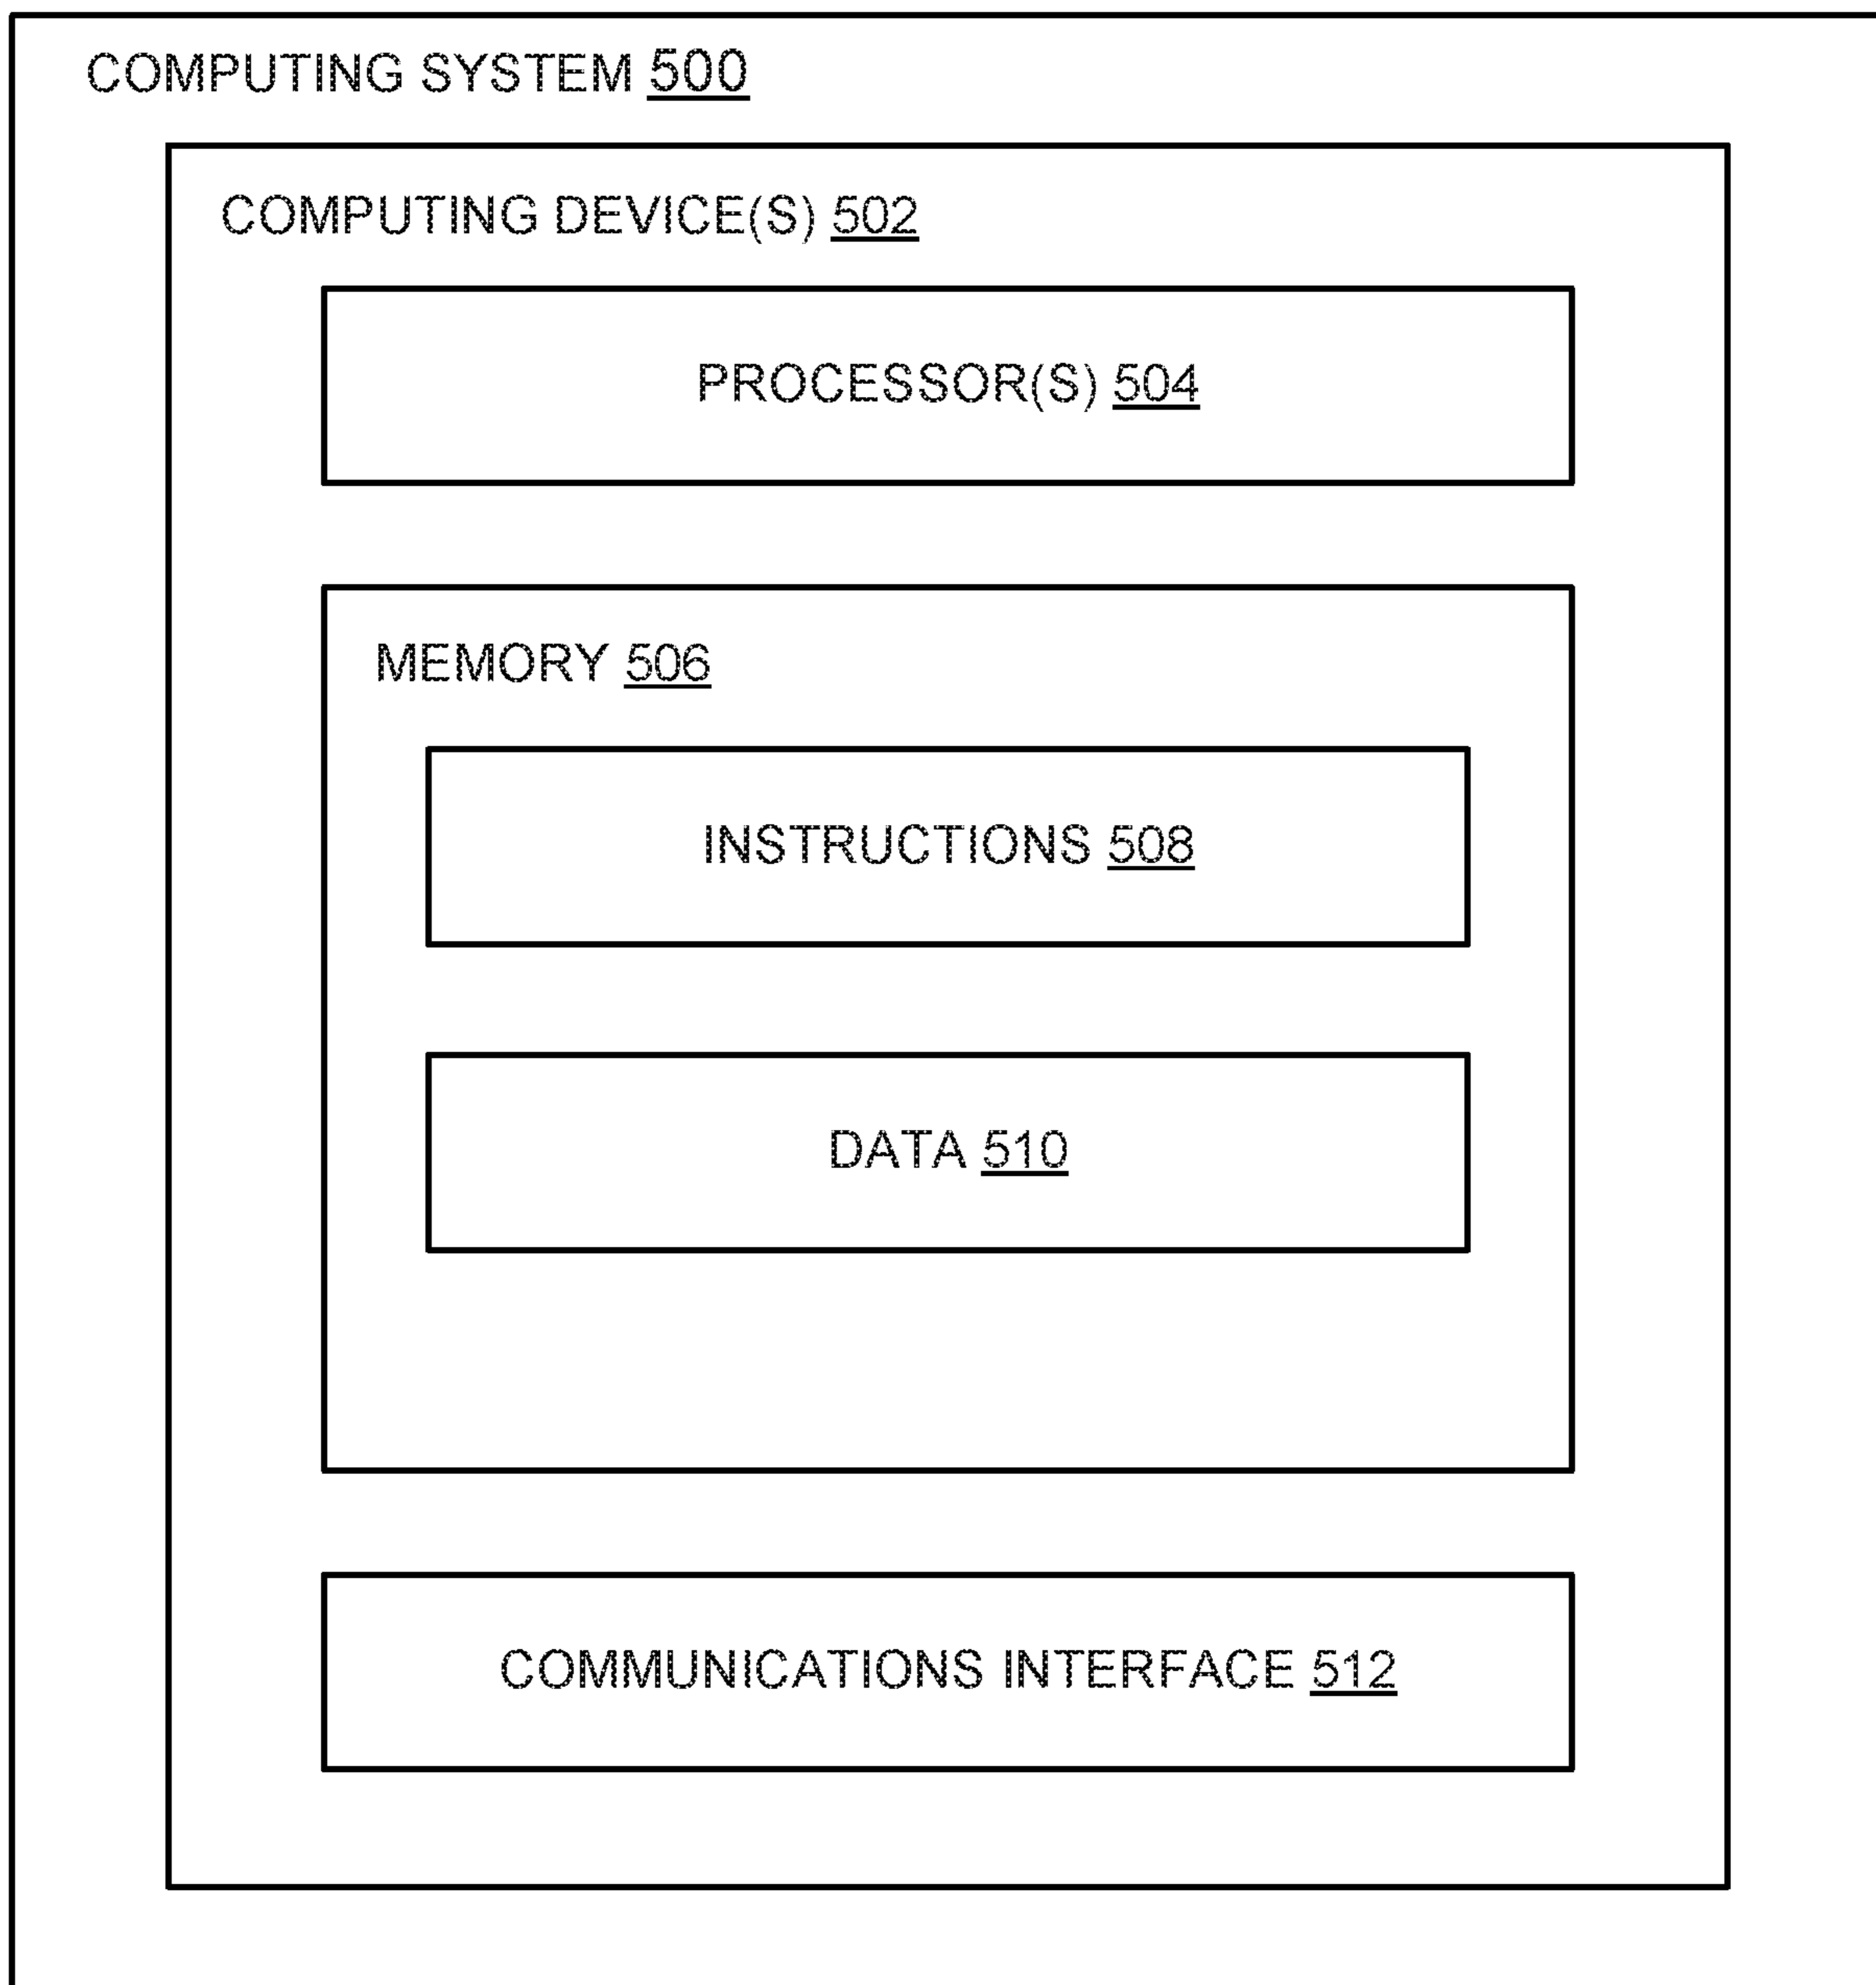 COMPUTING SYSTEM 500
COMPUTING DEVICE(S) 502
PROCESSOR(S) 504
MEMORY 506
INSTRUCTIONS 508
DATA 510
COMMUNICATIONS INTERFACE 512